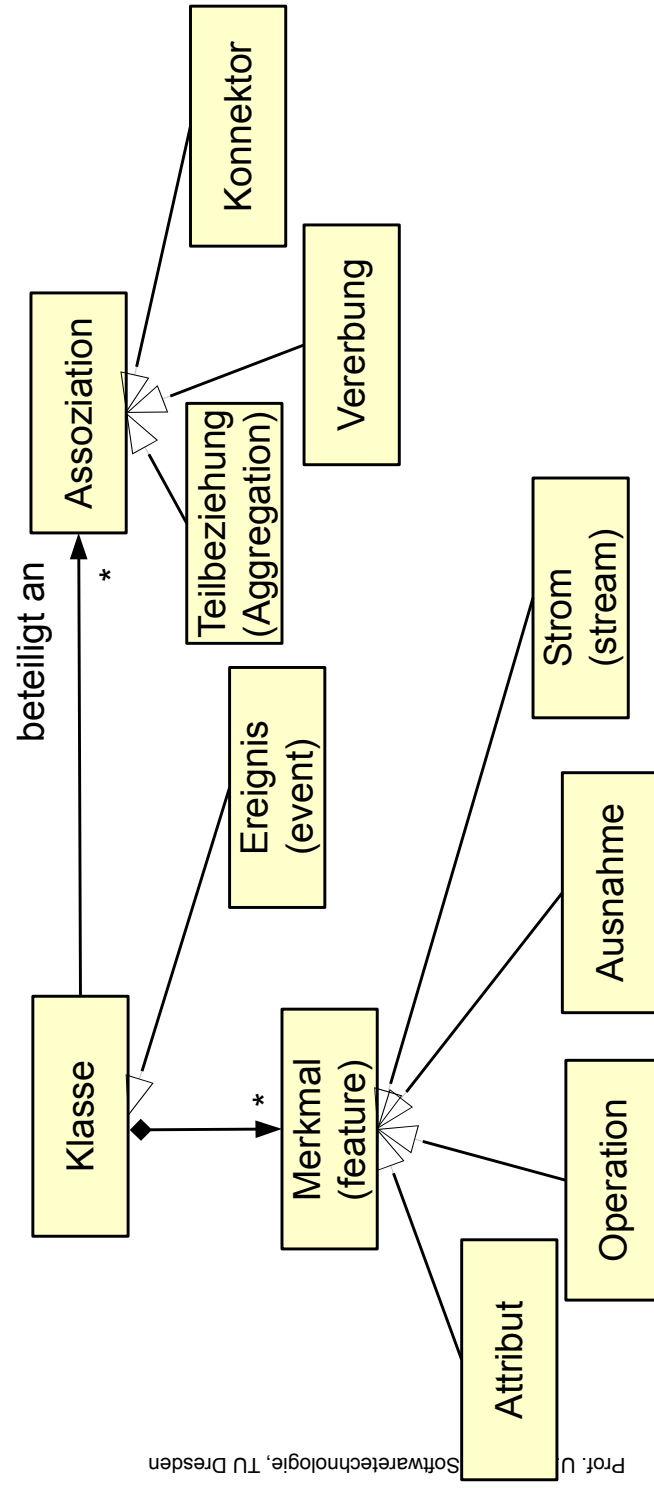 beteiligt an
Klasse
*
Assoziation
*
Ereignis
(event)
Teilbeziehung
(Aggregation)
Konnektor
Merkmal
(feature)
Vererbung
Attribut
Operation
Ausnahme
Strom
(stream)
Prof. U. Softwaretechnologie, TU Dresden